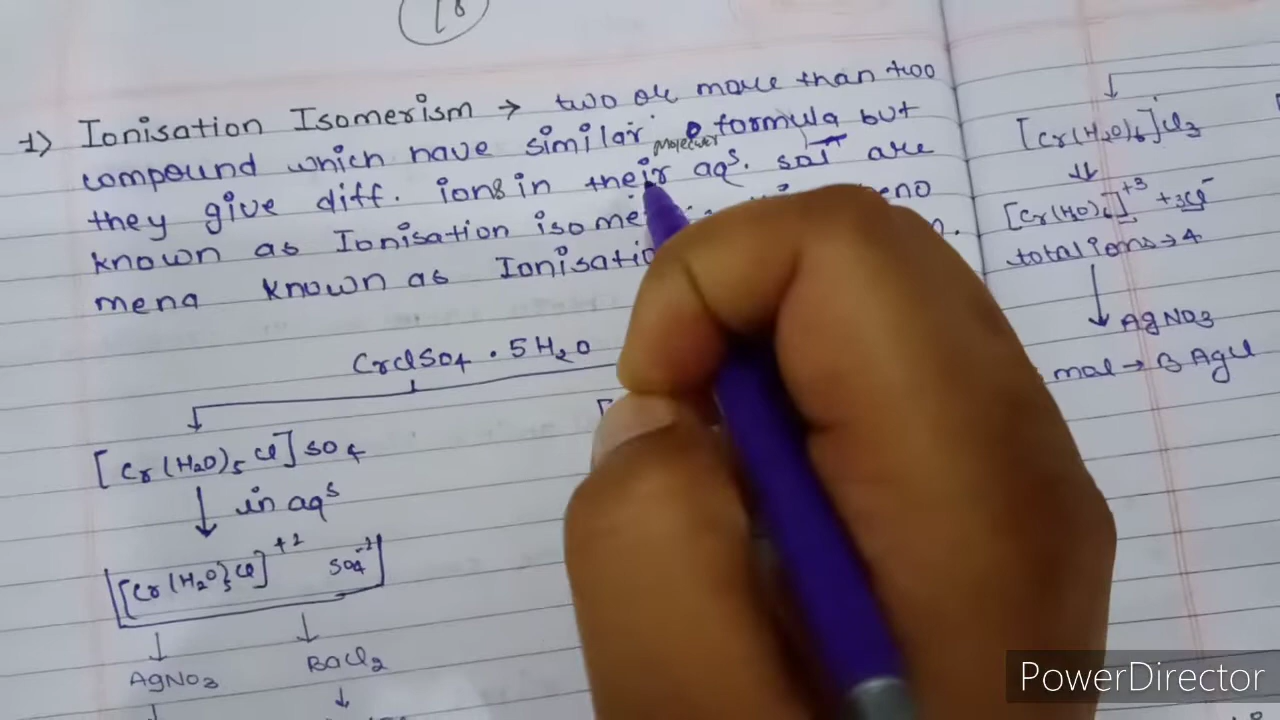 18
1) Ionisation Isomerism → two or more than two
compound which have similar molecular formula but
they give diff. ions in their aqs. sol are
known as Ionisation isome
mena known as Ionisatio
CrclSO4 . 5H2O
[Cr(H2O)5Cl]SO4
in aqs
[Cr(H2O)5Cl]+2 SO4-2
AgNO3
BaCl2
[Cr(H2O)6]Cl3
[Cr(H2O)6]+3 + 3Cl-
total ions → 4
AgNO3
mol → 3 AgCl
PowerDirector